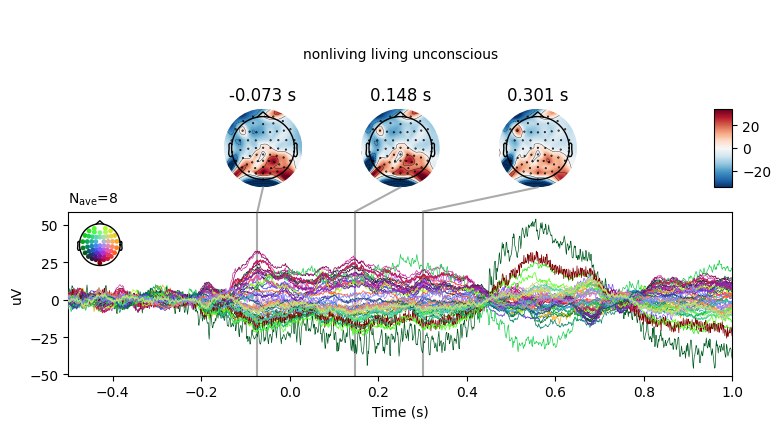 nonliving living unconscious
-0.073 s 0.148 s 0.301 s
20
0
−20
Nave=8
50
25
0
−25
−50
uV
−0.4 −0.2 0.0 0.2 0.4 0.6 0.8 1.0
Time (s)